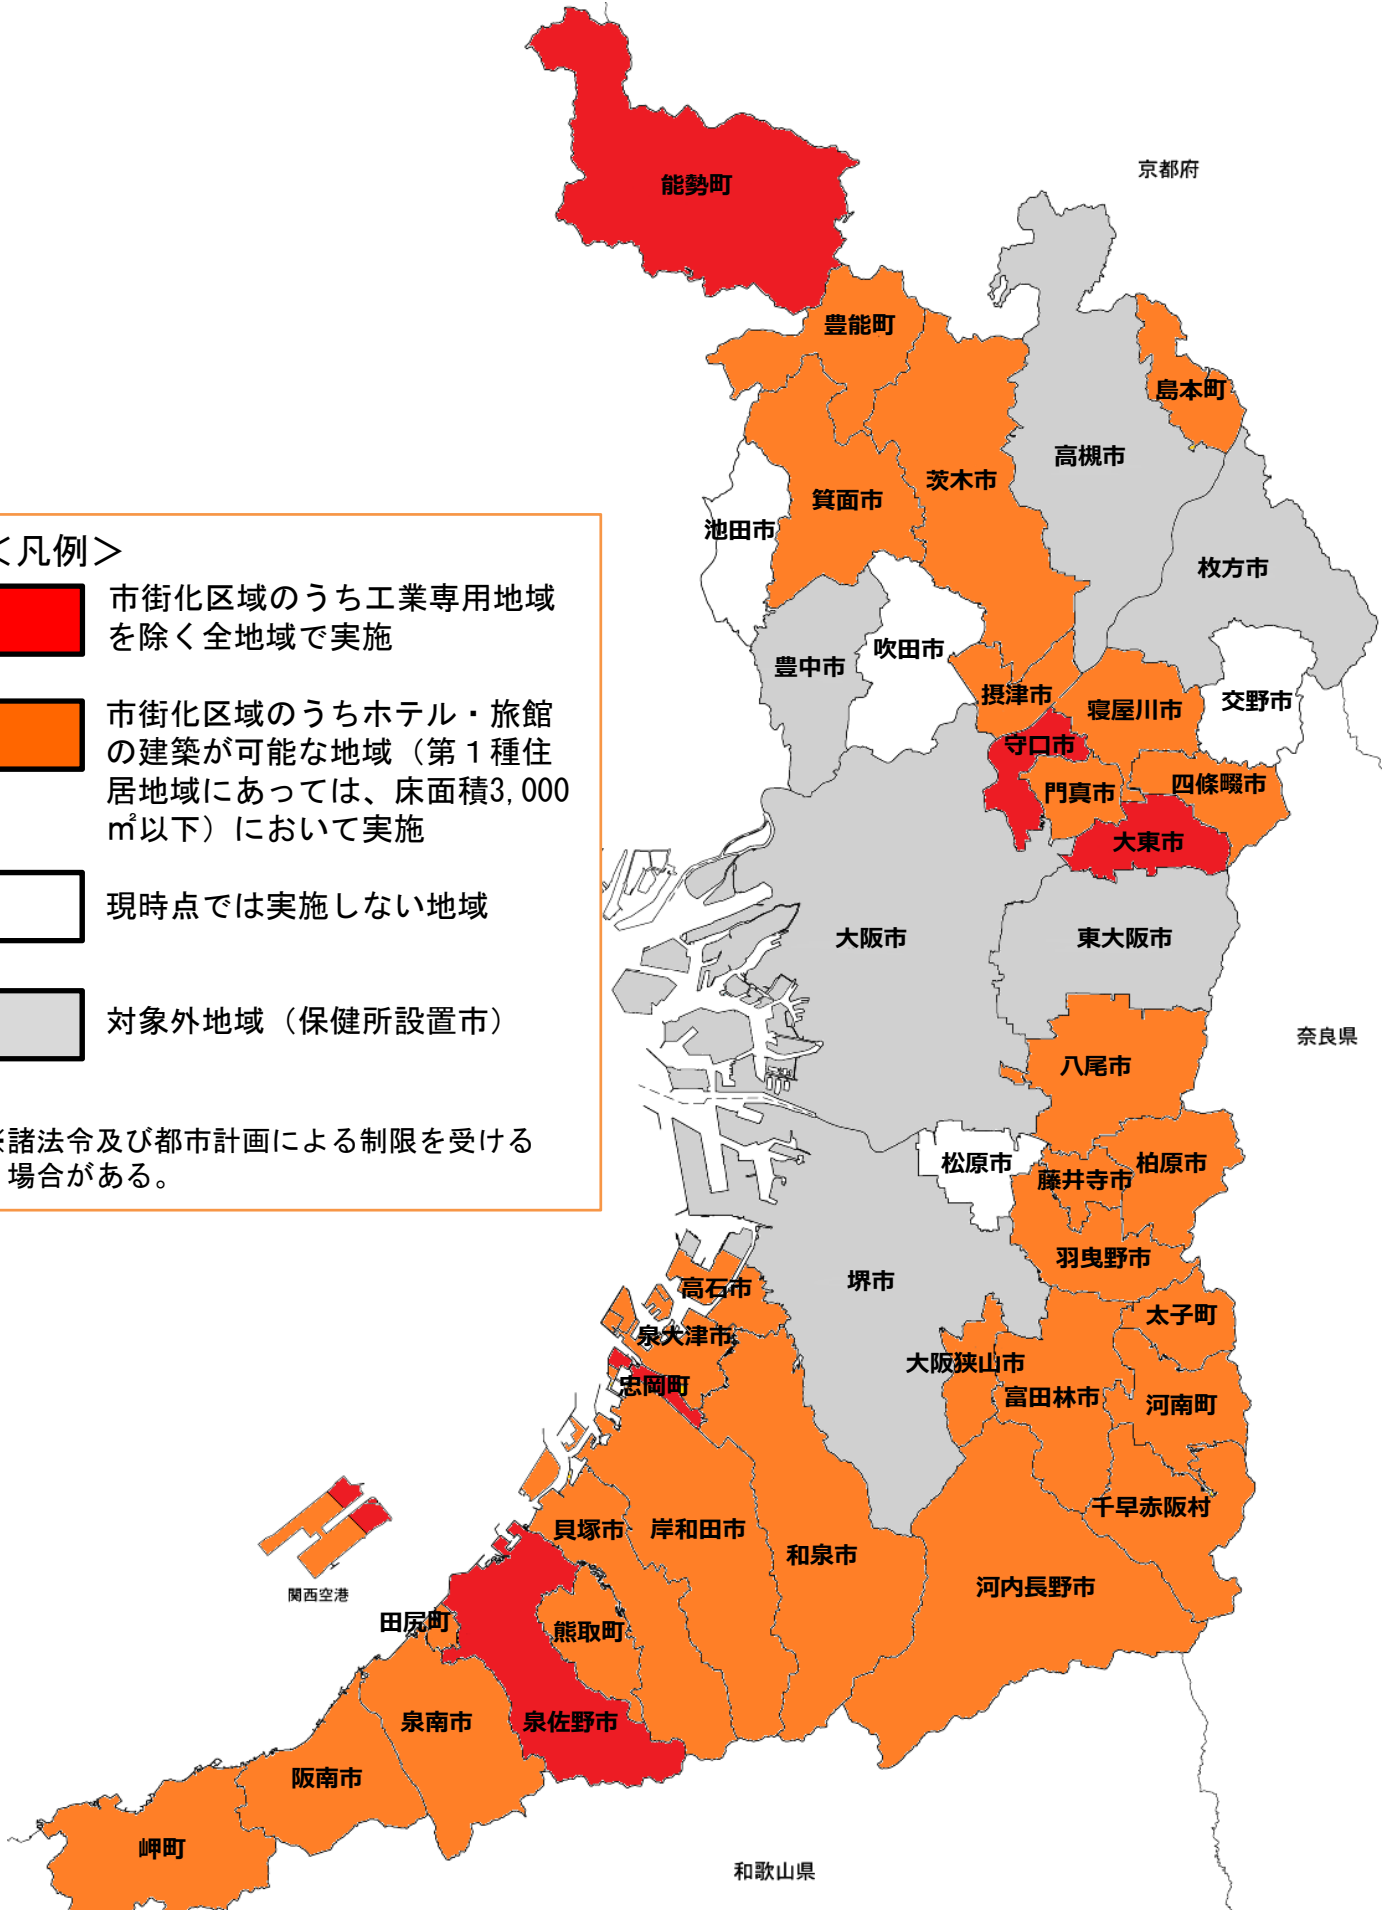 京都府
能勢町
豊能町
島本町
高槻市
茨木市
箕面市
池田市
枚方市
吹田市
豊中市
摂津市
交野市
寝屋川市
守口市
四條畷市
門真市
大東市
大阪市
東大阪市
奈良県
八尾市
松原市
柏原市
藤井寺市
羽曳野市
堺市
高石市
太子町
泉大津市
大阪狭山市
忠岡町
富田林市
河南町
千早赤阪村
貝塚市
岸和田市
和泉市
河内長野市
関西空港
田尻町
熊取町
泉南市
泉佐野市
阪南市
岬町
和歌山県
＜凡例＞
市街化区域のうち工業専用地域
を除く全地域で実施
市街化区域のうちホテル・旅館
の建築が可能な地域（第１種住
居地域にあっては、床面積3,000
㎡以下）において実施
現時点では実施しない地域
対象外地域（保健所設置市）
※諸法令及び都市計画による制限を受ける
場合がある。